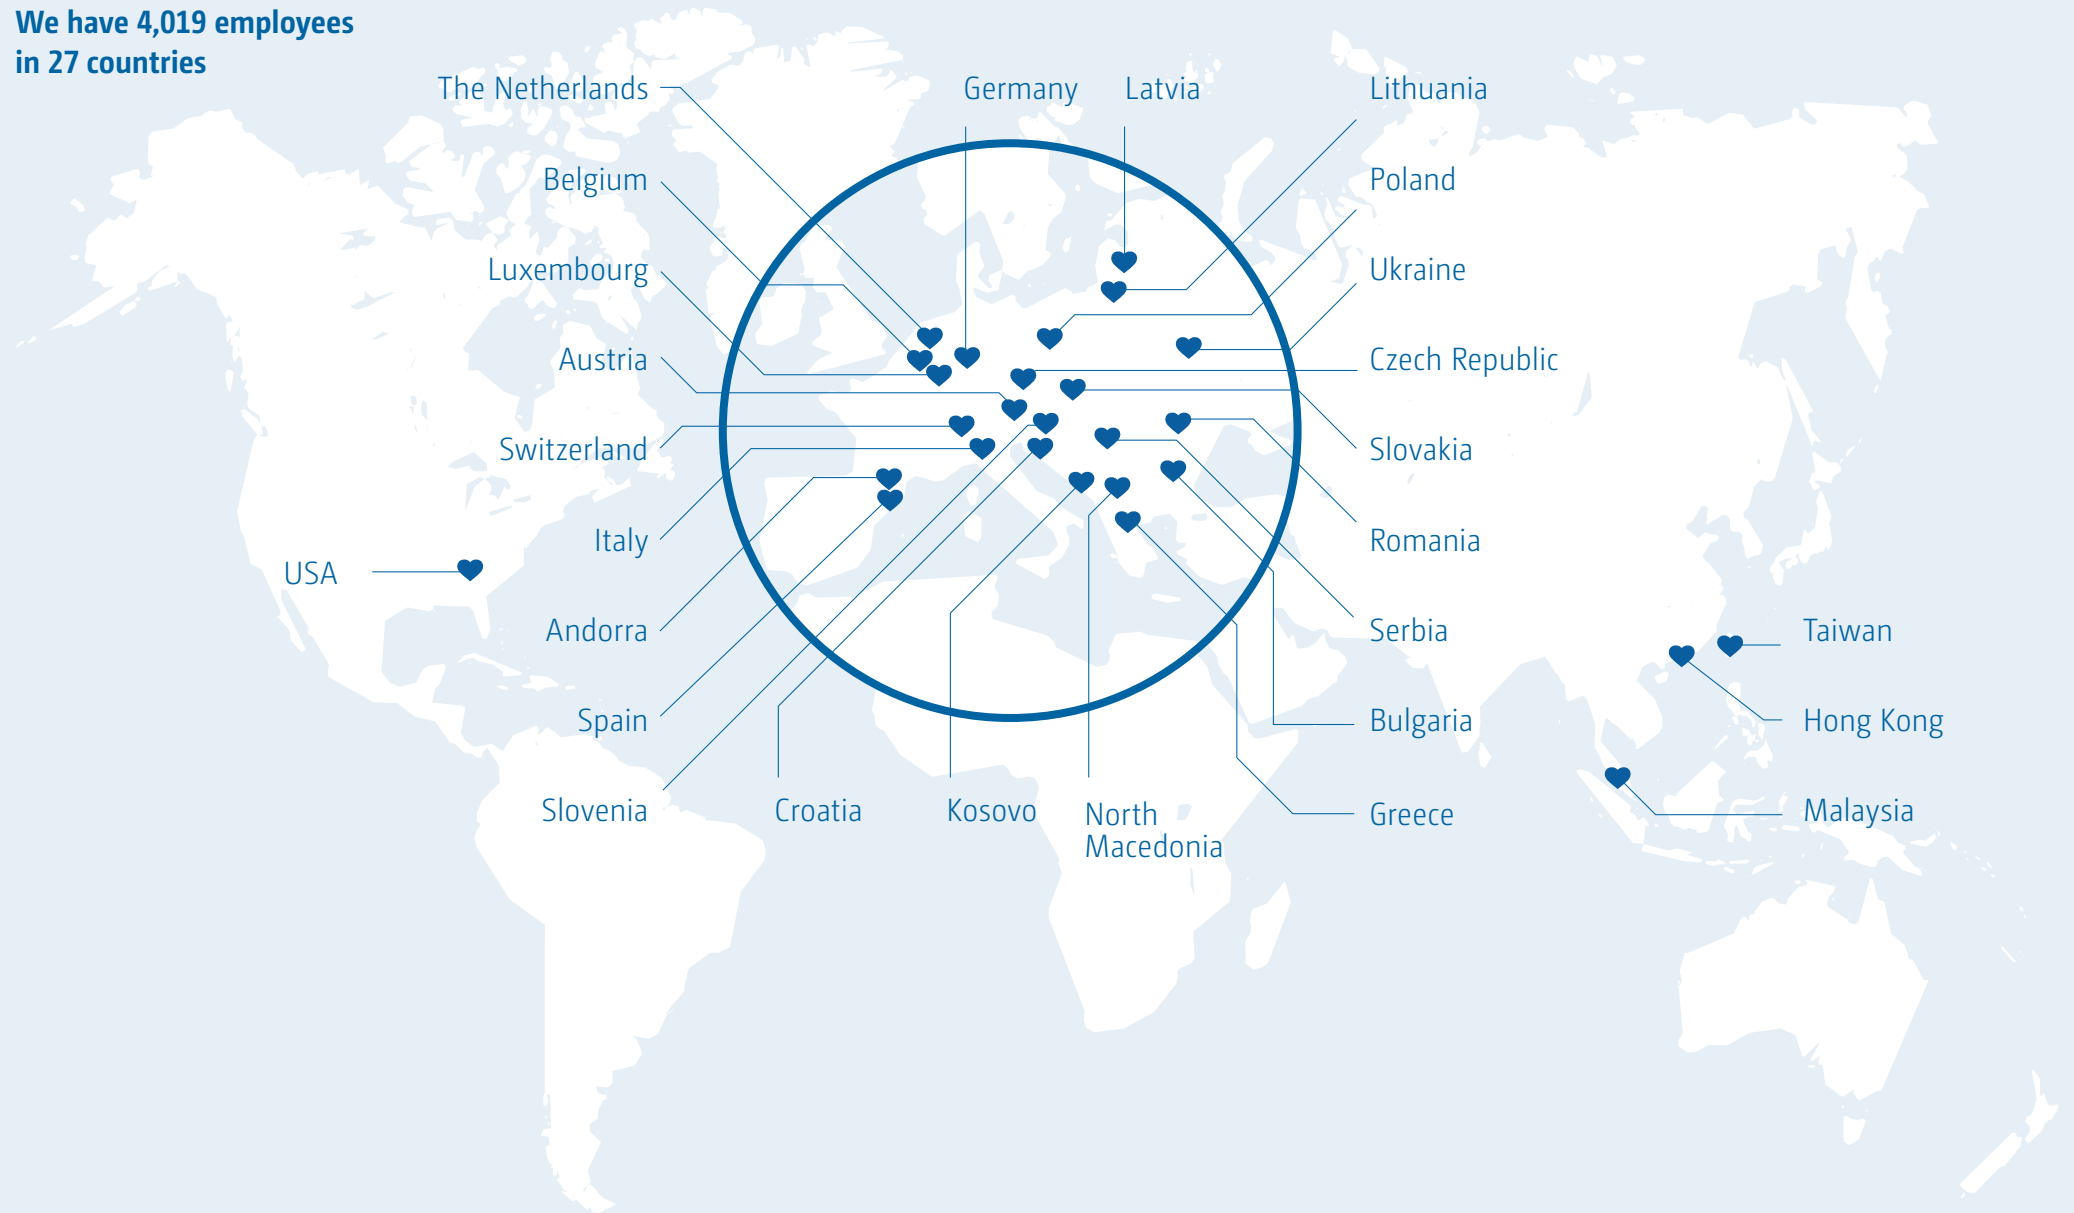 We have 4,019 employees
in 27 countries
The Netherlands
Germany
Latvia
Lithuania
Belgium
Poland
Luxembourg
Ukraine
Austria
Czech Republic
Switzerland
Slovakia
Italy
Romania
USA
Andorra
Serbia
Taiwan
Spain
Bulgaria
Hong Kong
Slovenia
Croatia
Kosovo
North
Macedonia
Greece
Malaysia